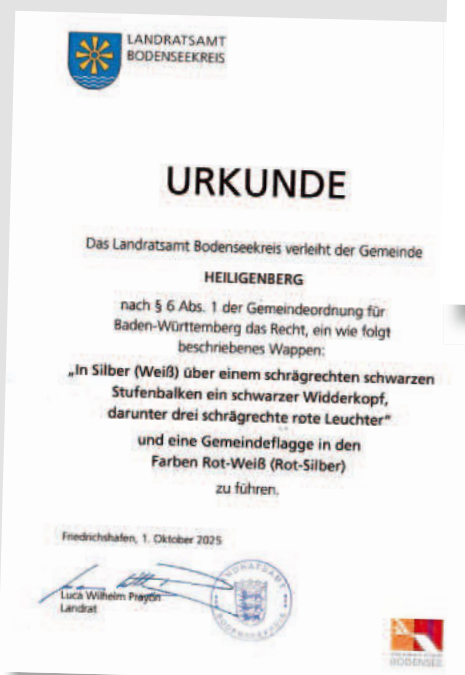 LANDRATSAMT
BODENSEEKREIS
URKUNDE
Das Landratsamt Bodenseekreis verleiht der Gemeinde
HEILIGENBERG
nach § 6 Abs. 1 der Gemeindeordnung für
Baden-Württemberg das Recht, ein wie folgt
beschriebenes Wappen:
„In Silber (Weiß) über einem schrägrechten schwarzen
Stufenbalken ein schwarzer Widderkopf,
darunter drei schrägrechte rote Leuchter“
und eine Gemeindeflagge in den
Farben Rot-Weiß (Rot-Silber)
zu führen.
Friedrichshafen, 1. Oktober 2025
Luca Wilhelm Prayon
Landrat
LANDRATSAMT
BODENSEEKREIS
BODENSEE